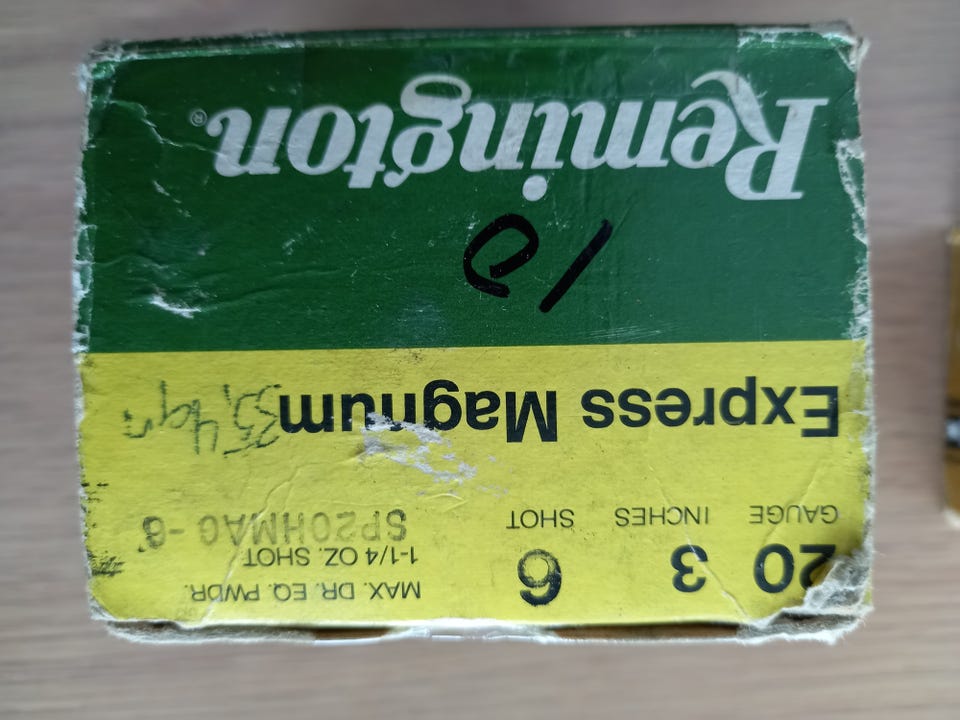 20 3 6 MAX. DR. EQ. PWDR.
1-1/4 OZ. SHOT
GAUGE INCHES SHOT SP20HMAG -6
Express Magnum
10
Remington®